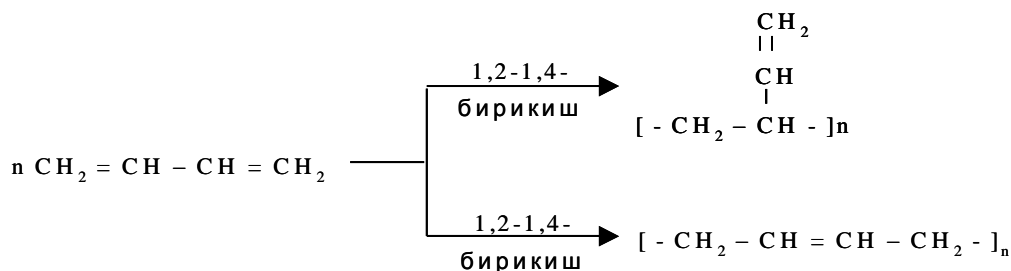 CH₂
||
CH
1,2-1,4-
бирикиш
[ - CH₂ – CH - ]n
n CH₂ = CH – CH = CH₂
1,2-1,4-
бирикиш
[ - CH₂ – CH = CH – CH₂ - ]ₙ